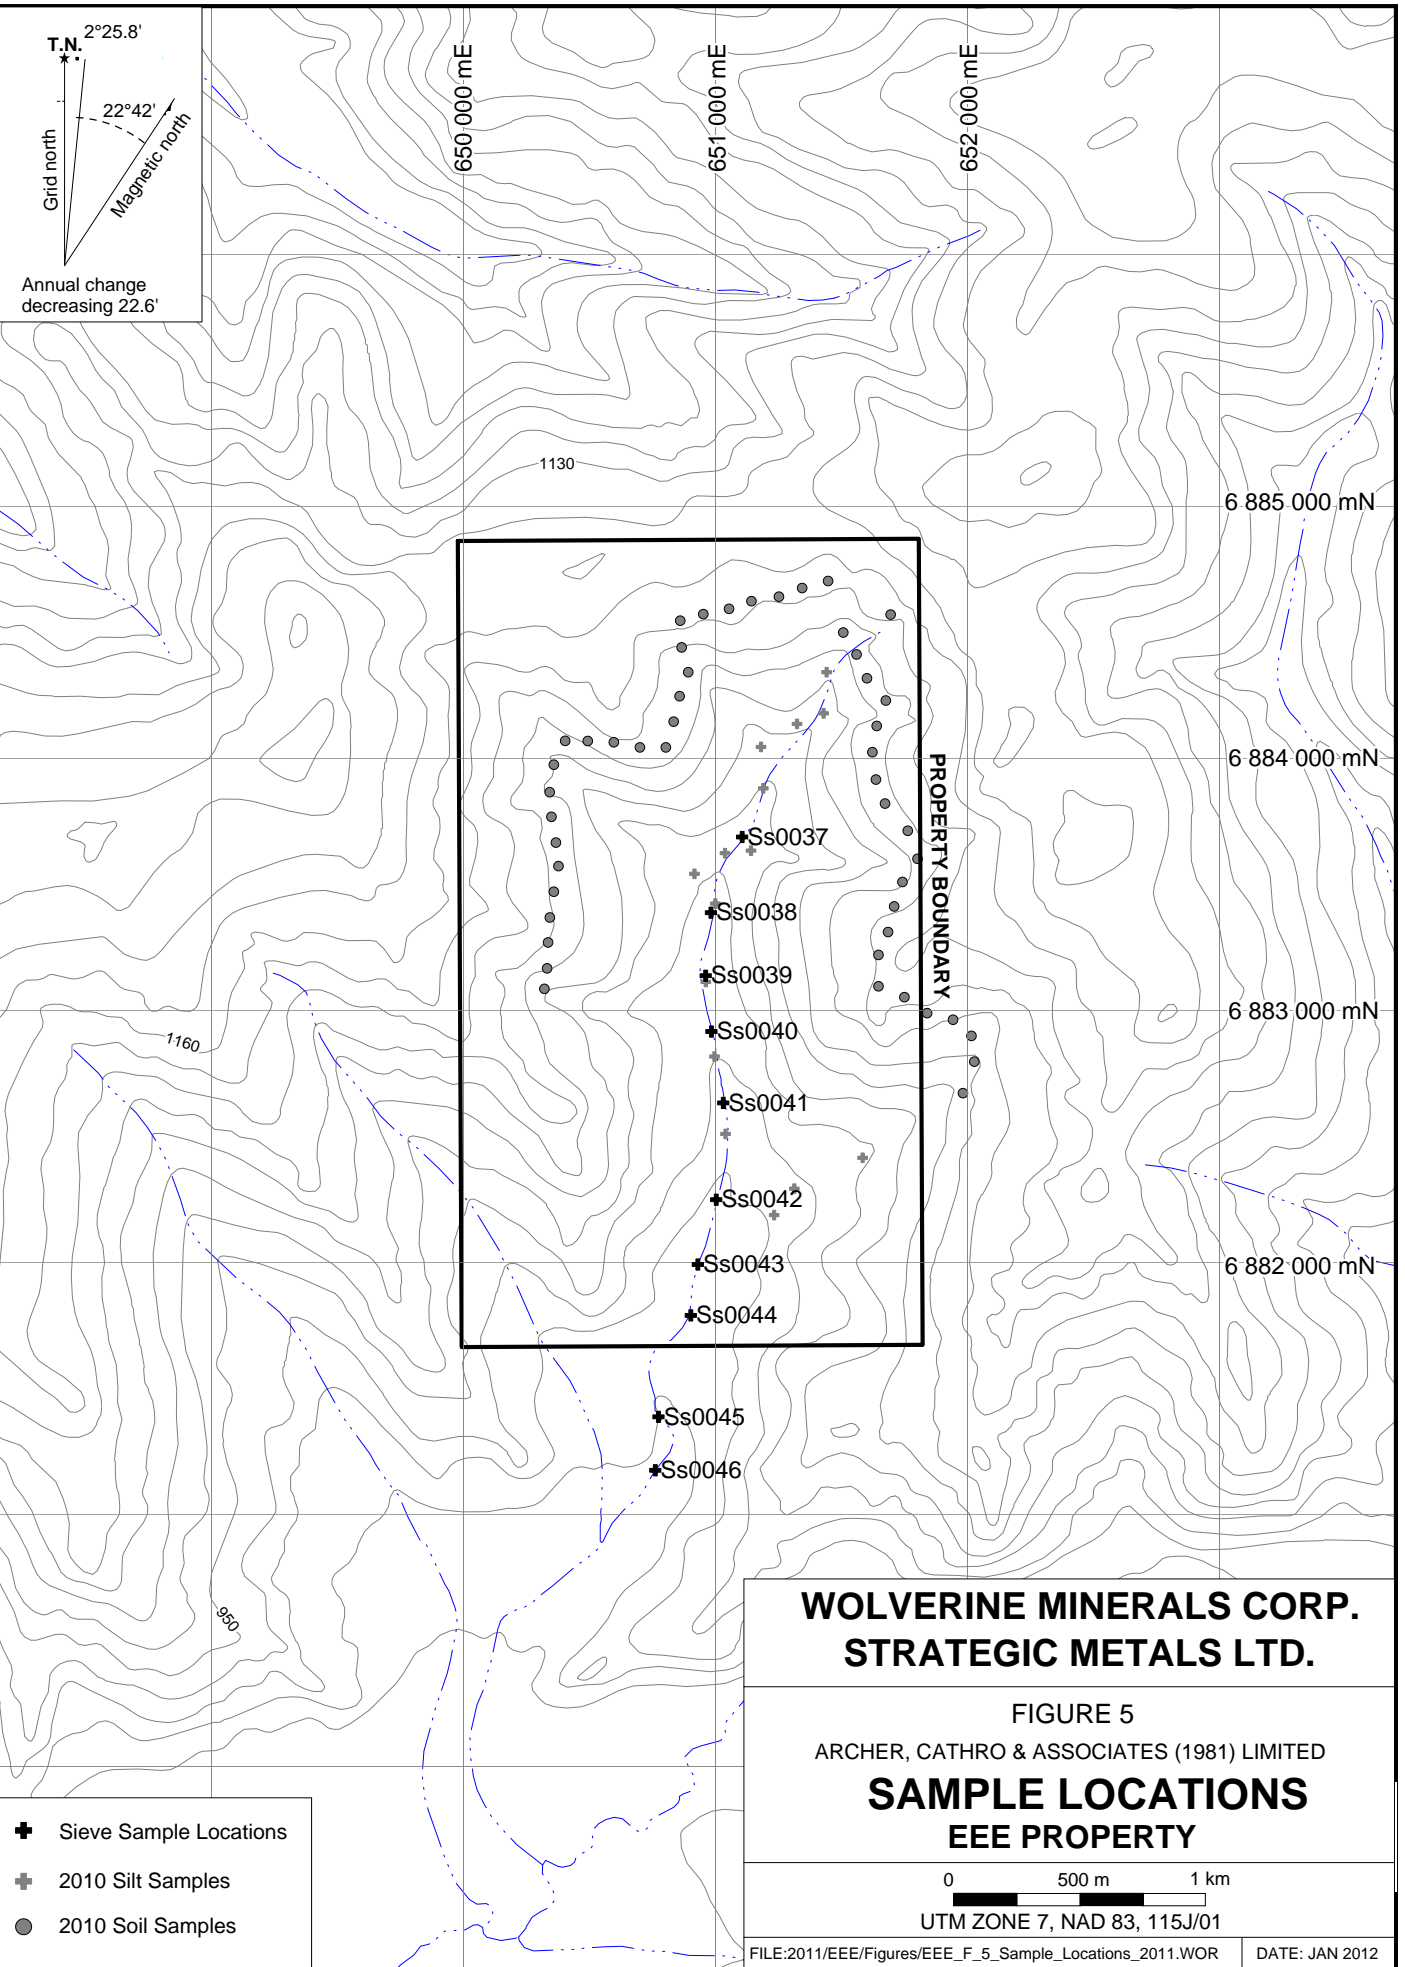 T.N.
2°25.8'
22°42'
Grid north
Magnetic north
Annual change
decreasing 22.6'
650 000 mE
651 000 mE
652 000 mE
1130
6 885 000 mN
6 884 000 mN
PROPERTY BOUNDARY
Ss0037
Ss0038
Ss0039
6 883 000 mN
Ss0040
1160
Ss0041
Ss0042
Ss0043
6 882 000 mN
Ss0044
Ss0045
Ss0046
950
WOLVERINE MINERALS CORP.
STRATEGIC METALS LTD.
FIGURE 5
ARCHER, CATHRO & ASSOCIATES (1981) LIMITED
SAMPLE LOCATIONS
EEE PROPERTY
0 500 m 1 km
UTM ZONE 7, NAD 83, 115J/01
FILE:2011/EEE/Figures/EEE_F_5_Sample_Locations_2011.WOR
DATE: JAN 2012
Sieve Sample Locations
2010 Silt Samples
2010 Soil Samples